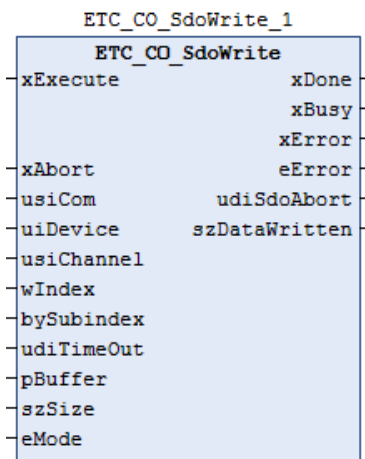 ETC_CO_SdoWrite_1
ETC_CO_SdoWrite
xExecute xDone
xBusy
xError
xAbort eError
usiCom udiSdoAbort
uiDevice szDataWritten
usiChannel
wIndex
bySubindex
udiTimeOut
pBuffer
szSize
eMode